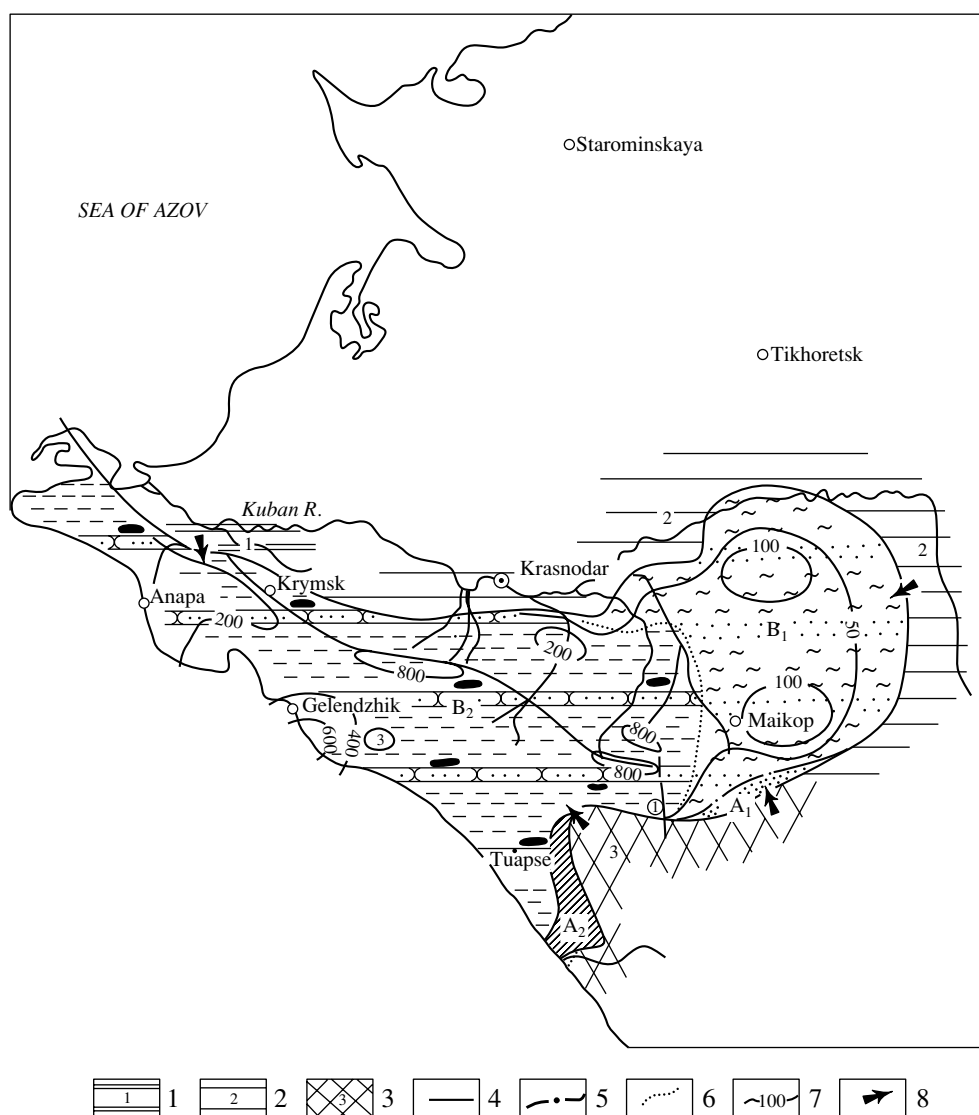 Starominskaya
SEA OF AZOV
Tikhoretsk
2
Kuban R.
1
100
2
Krasnodar
Krymsk
Anapa
200
B₁
50
200
800
100
Gelendzhik
B₂
Maikop
600
400
3
800
800
1
A₁
3
Tuapse
A₂
1 1 2 2 3 3 4 5 6 100 7 8